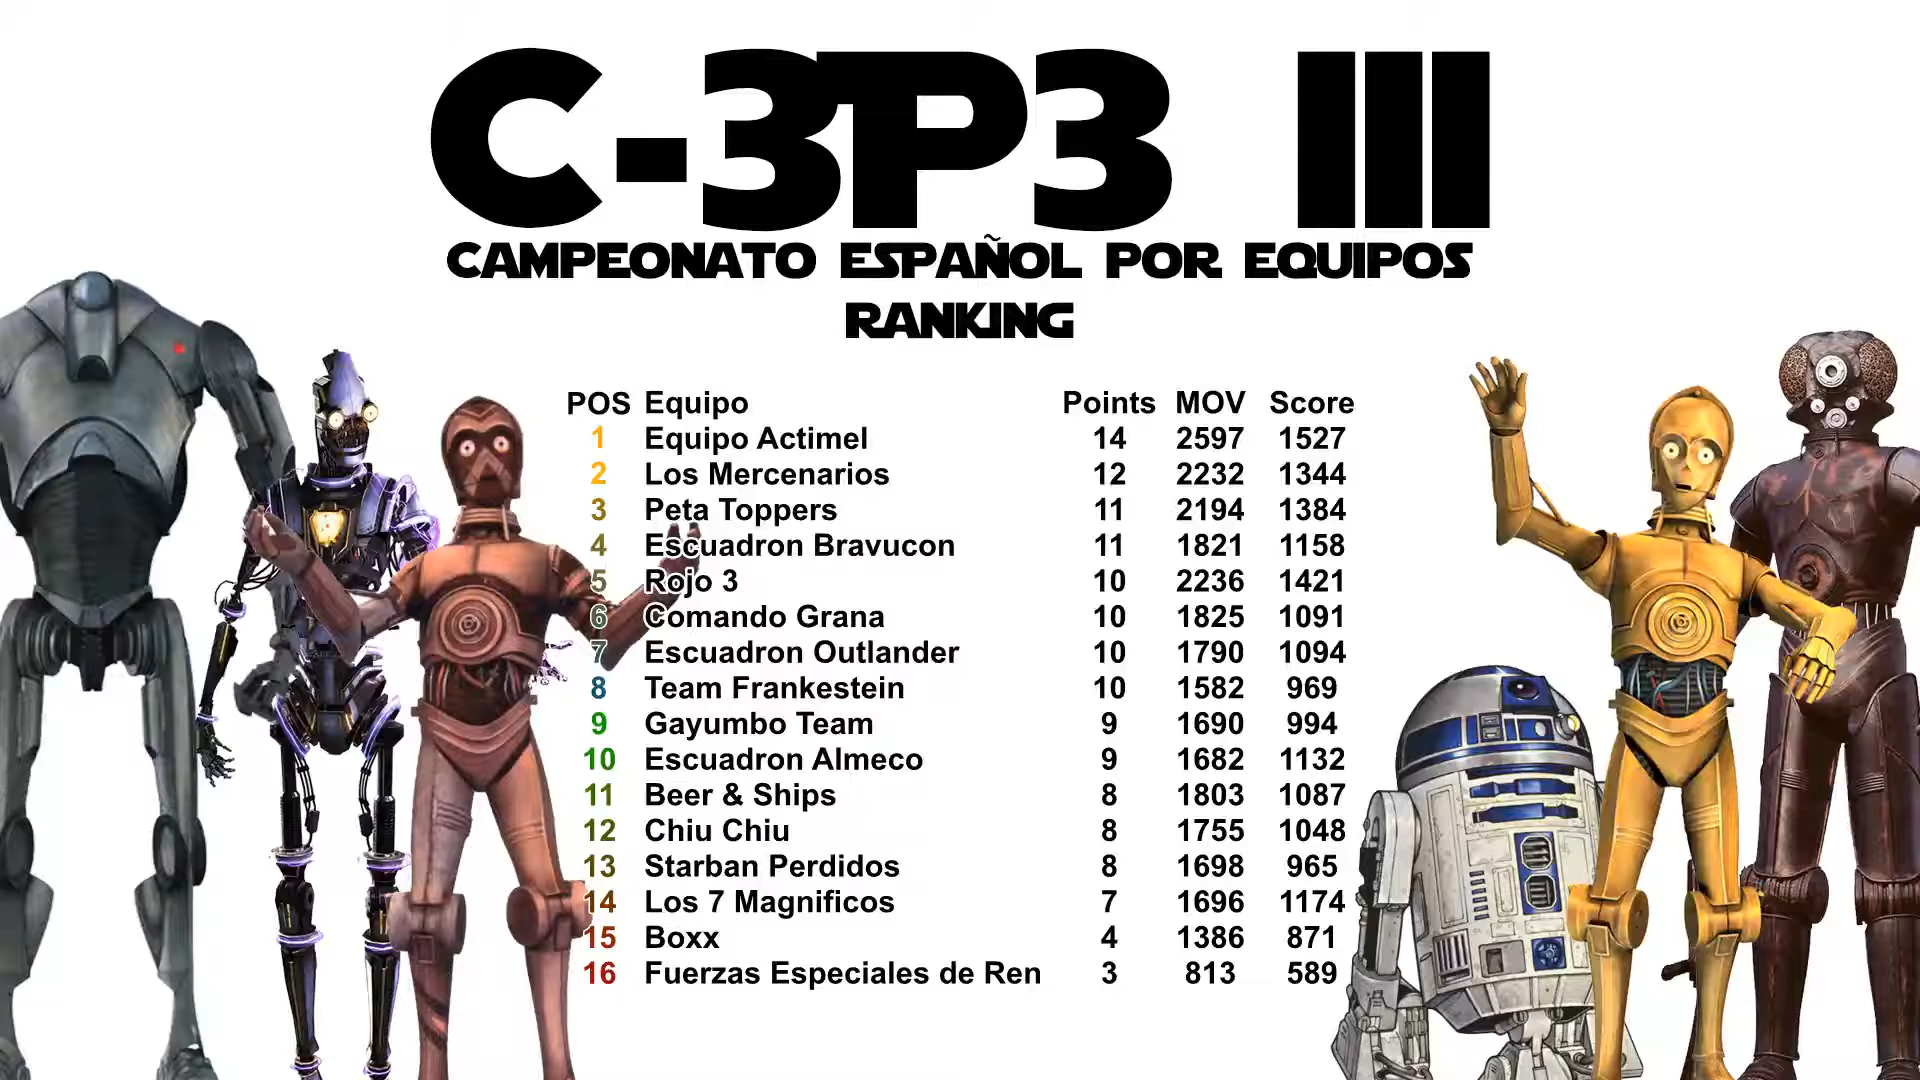 C-3P3 III
CAMPEONATO ESPAÑOL POR EQUIPOS
RANKING
POS Equipo Points MOV Score
1 Equipo Actimel 14 2597 1527
2 Los Mercenarios 12 2232 1344
3 Peta Toppers 11 2194 1384
4 Escuadron Bravucon 11 1821 1158
5 Rojo 3 10 2236 1421
6 Comando Grana 10 1825 1091
7 Escuadron Outlander 10 1790 1094
8 Team Frankestein 10 1582 969
9 Gayumbo Team 9 1690 994
10 Escuadron Almeco 9 1682 1132
11 Beer & Ships 8 1803 1087
12 Chiu Chiu 8 1755 1048
13 Starban Perdidos 8 1698 965
14 Los 7 Magnificos 7 1696 1174
15 Boxx 4 1386 871
16 Fuerzas Especiales de Ren 3 813 589